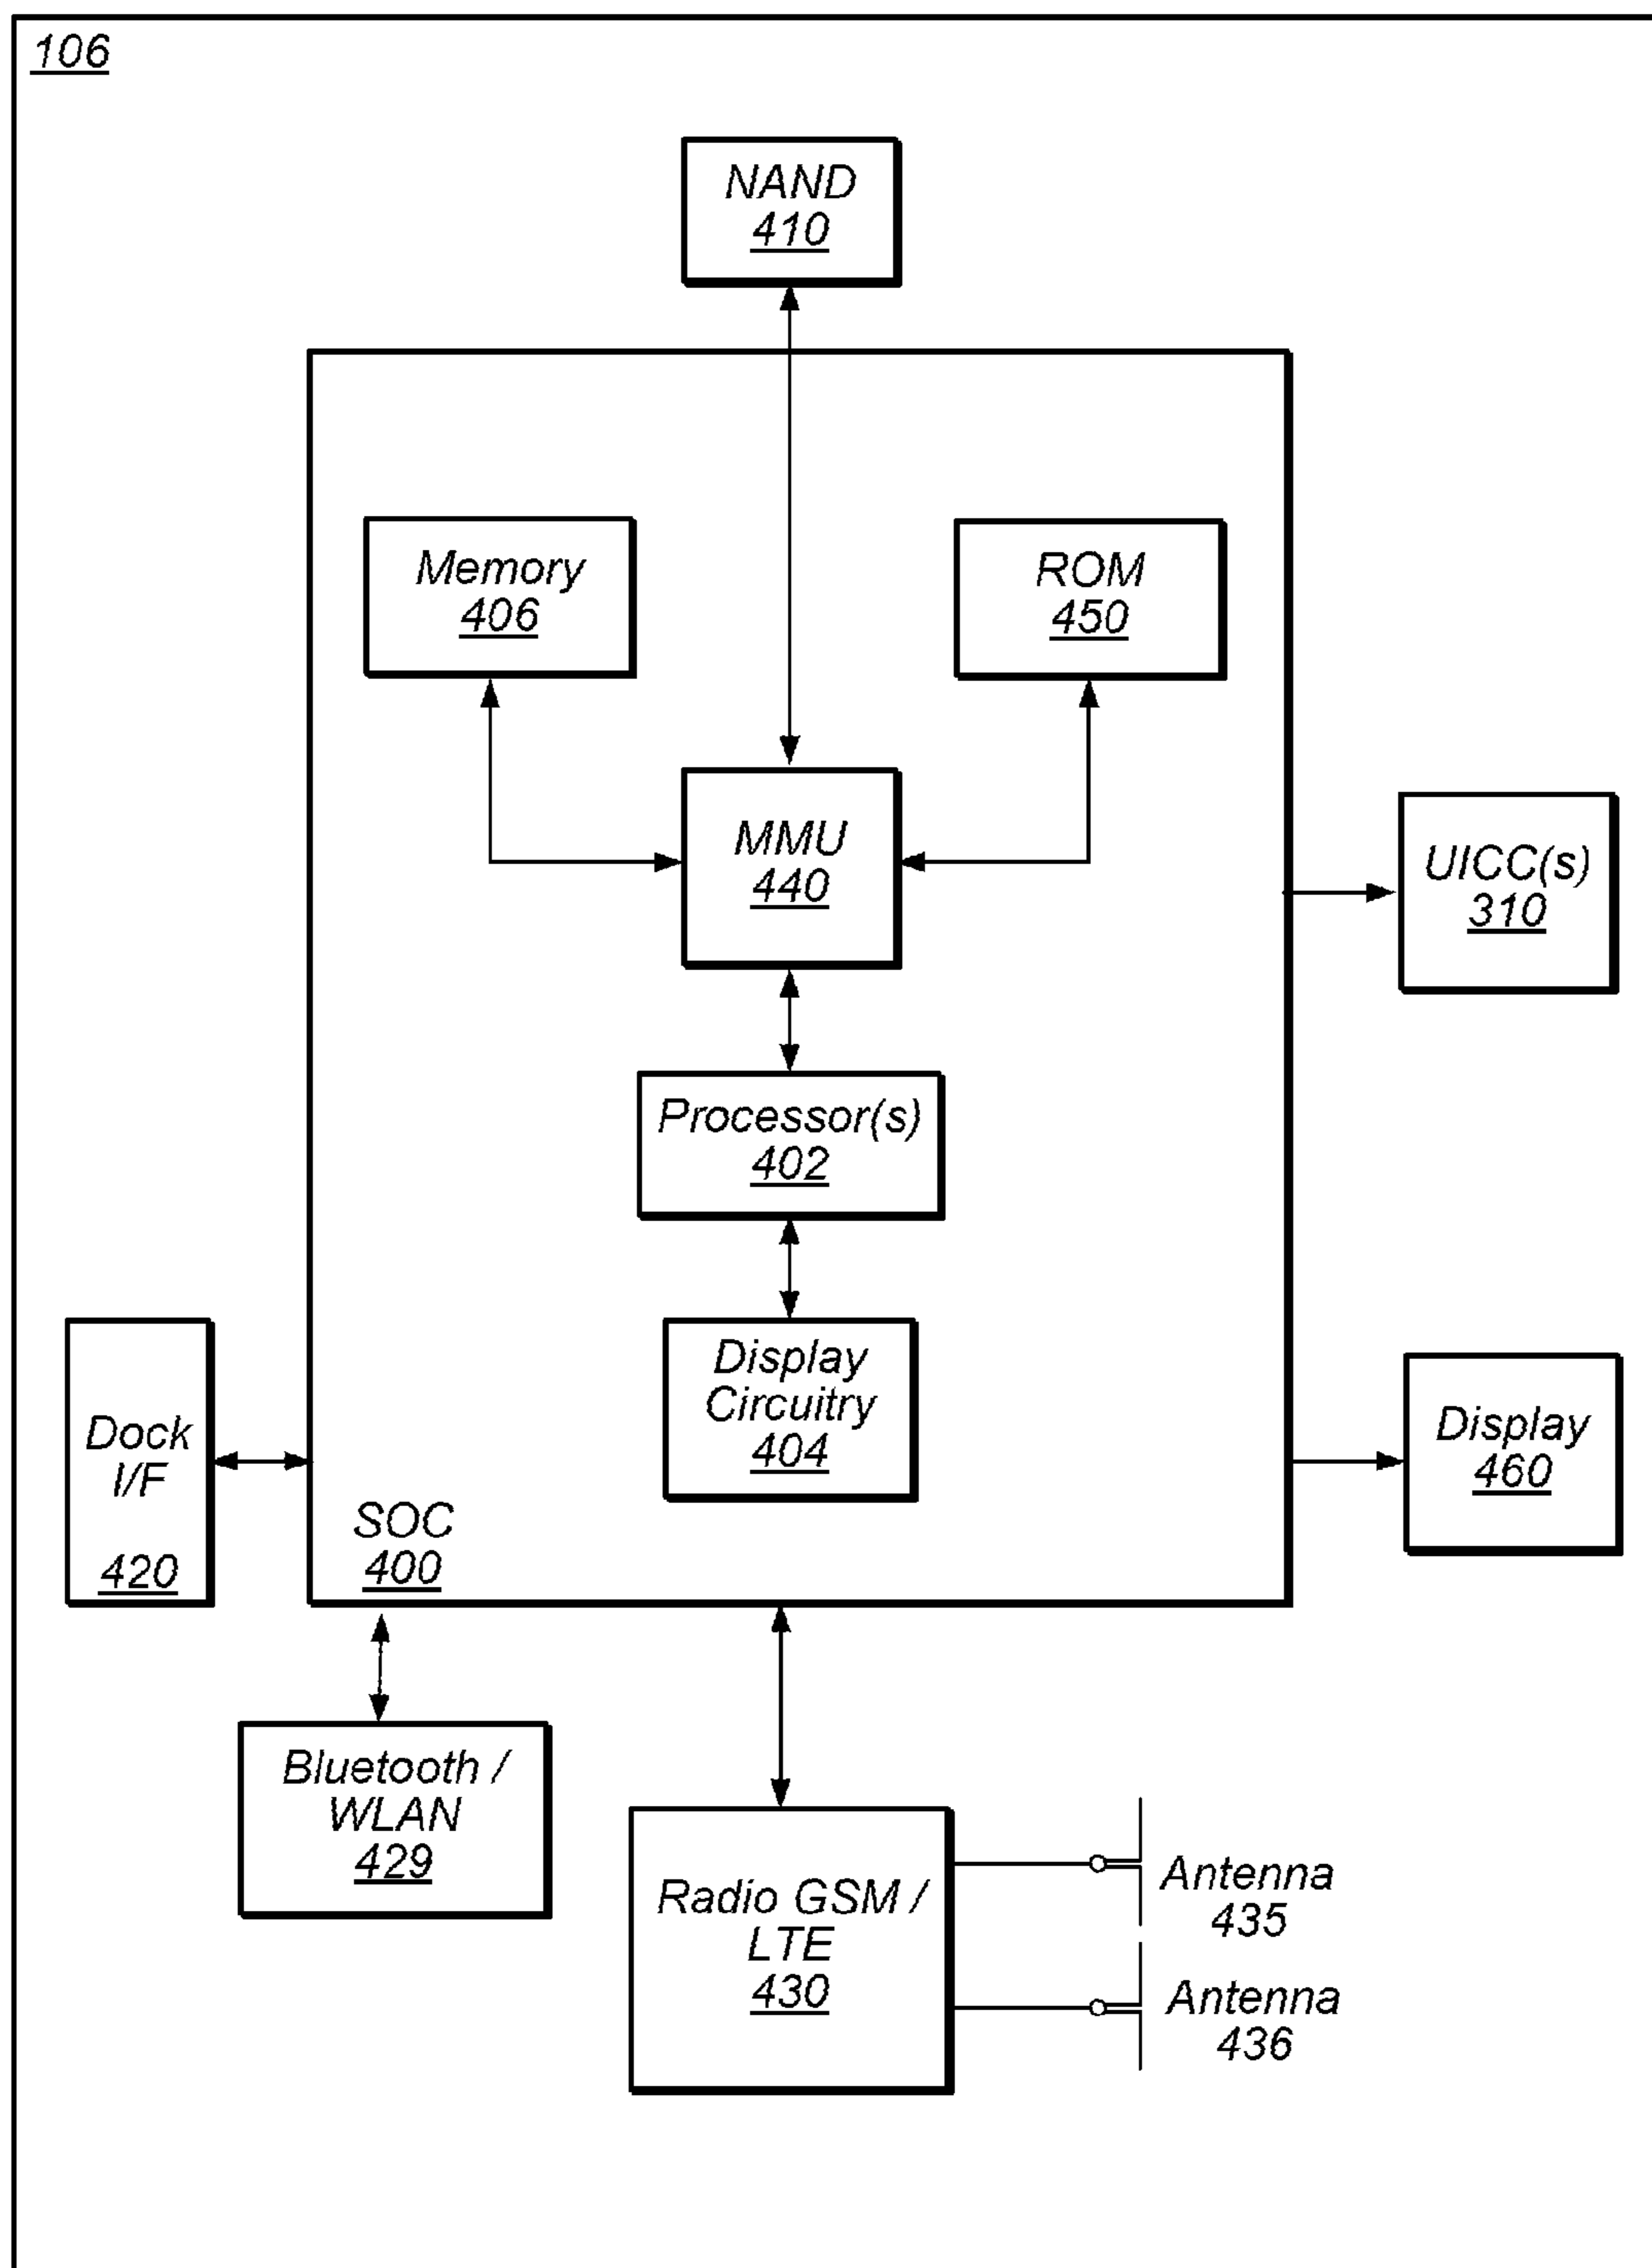 106
NAND
410
Memory
406
ROM
450
MMU
440
UICC(s)
310
Processor(s)
402
Display
Circuitry
404
Dock
I/F
420
Display
460
SOC
400
Bluetooth /
WLAN
429
Radio GSM /
LTE
430
Antenna
435
Antenna
436